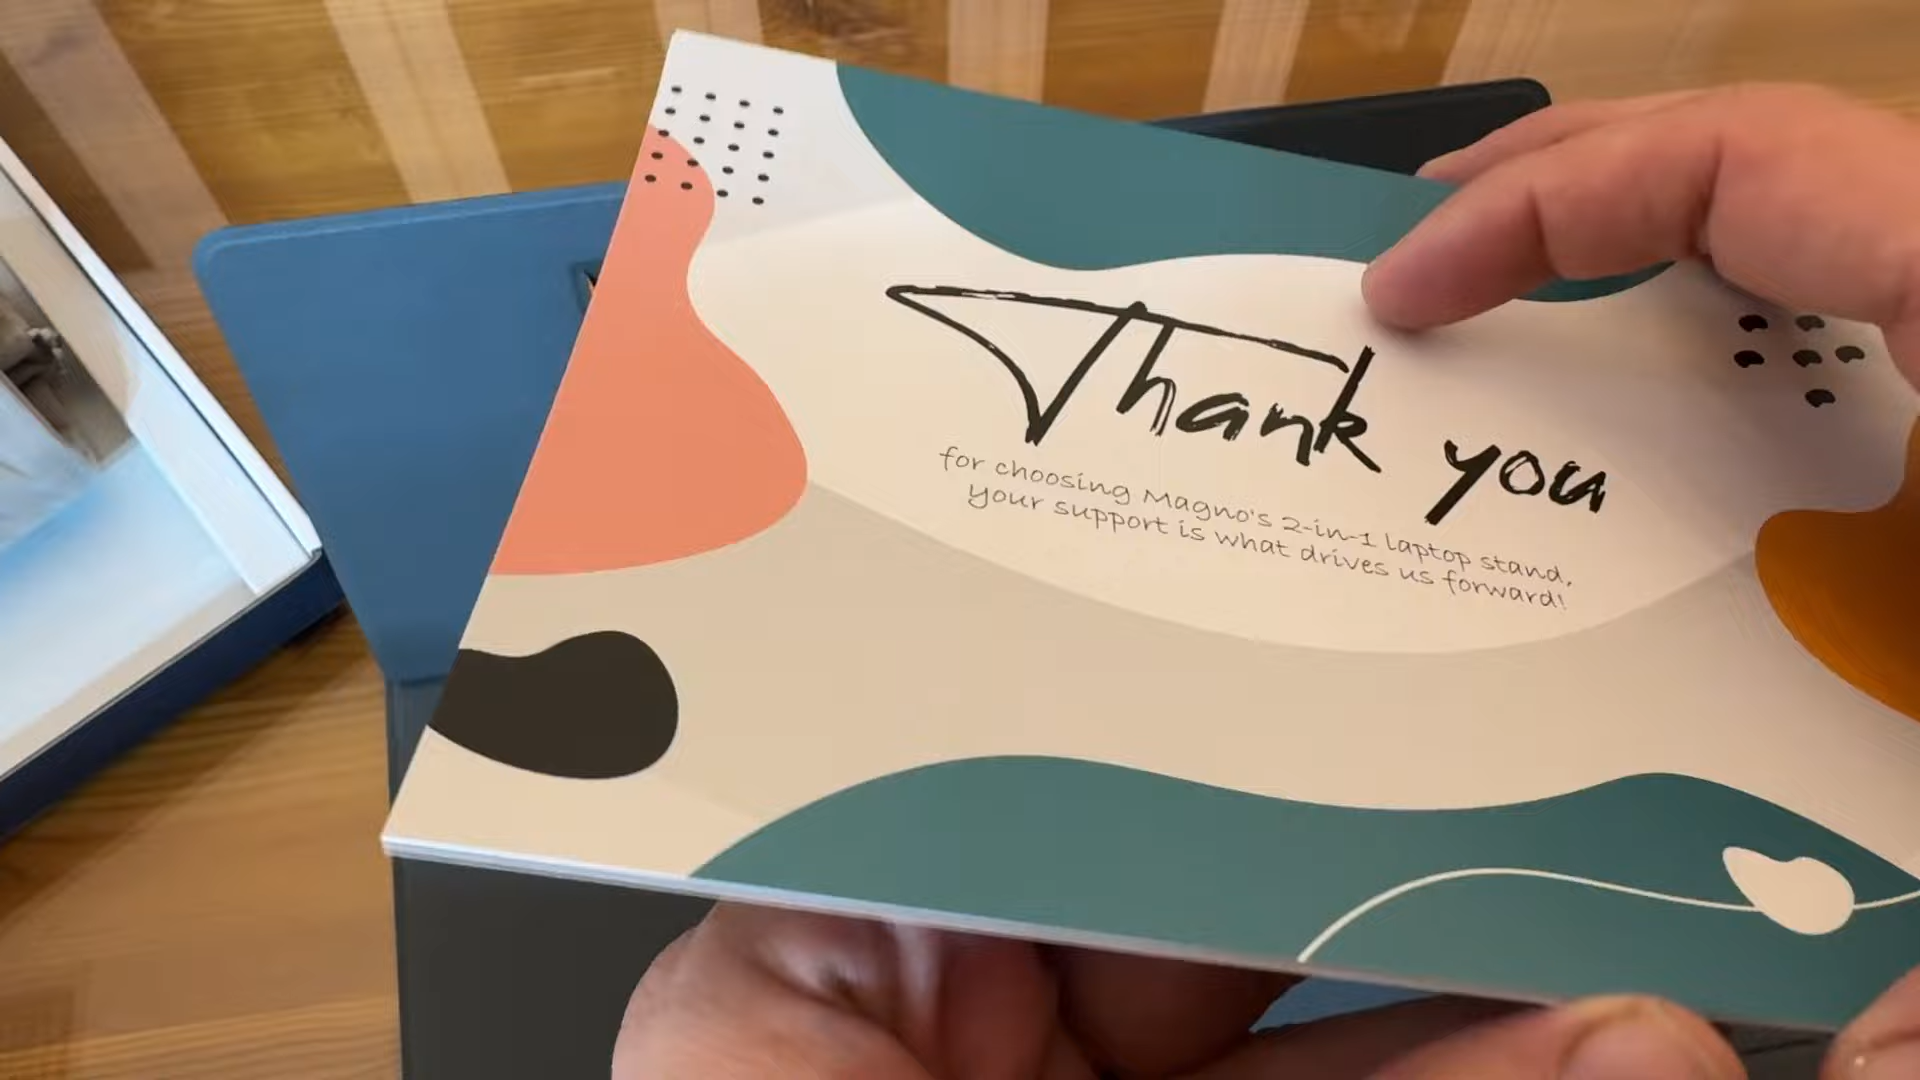 Thank you
for choosing Magno's 2-in-1 laptop stand,
your support is what drives us forward!